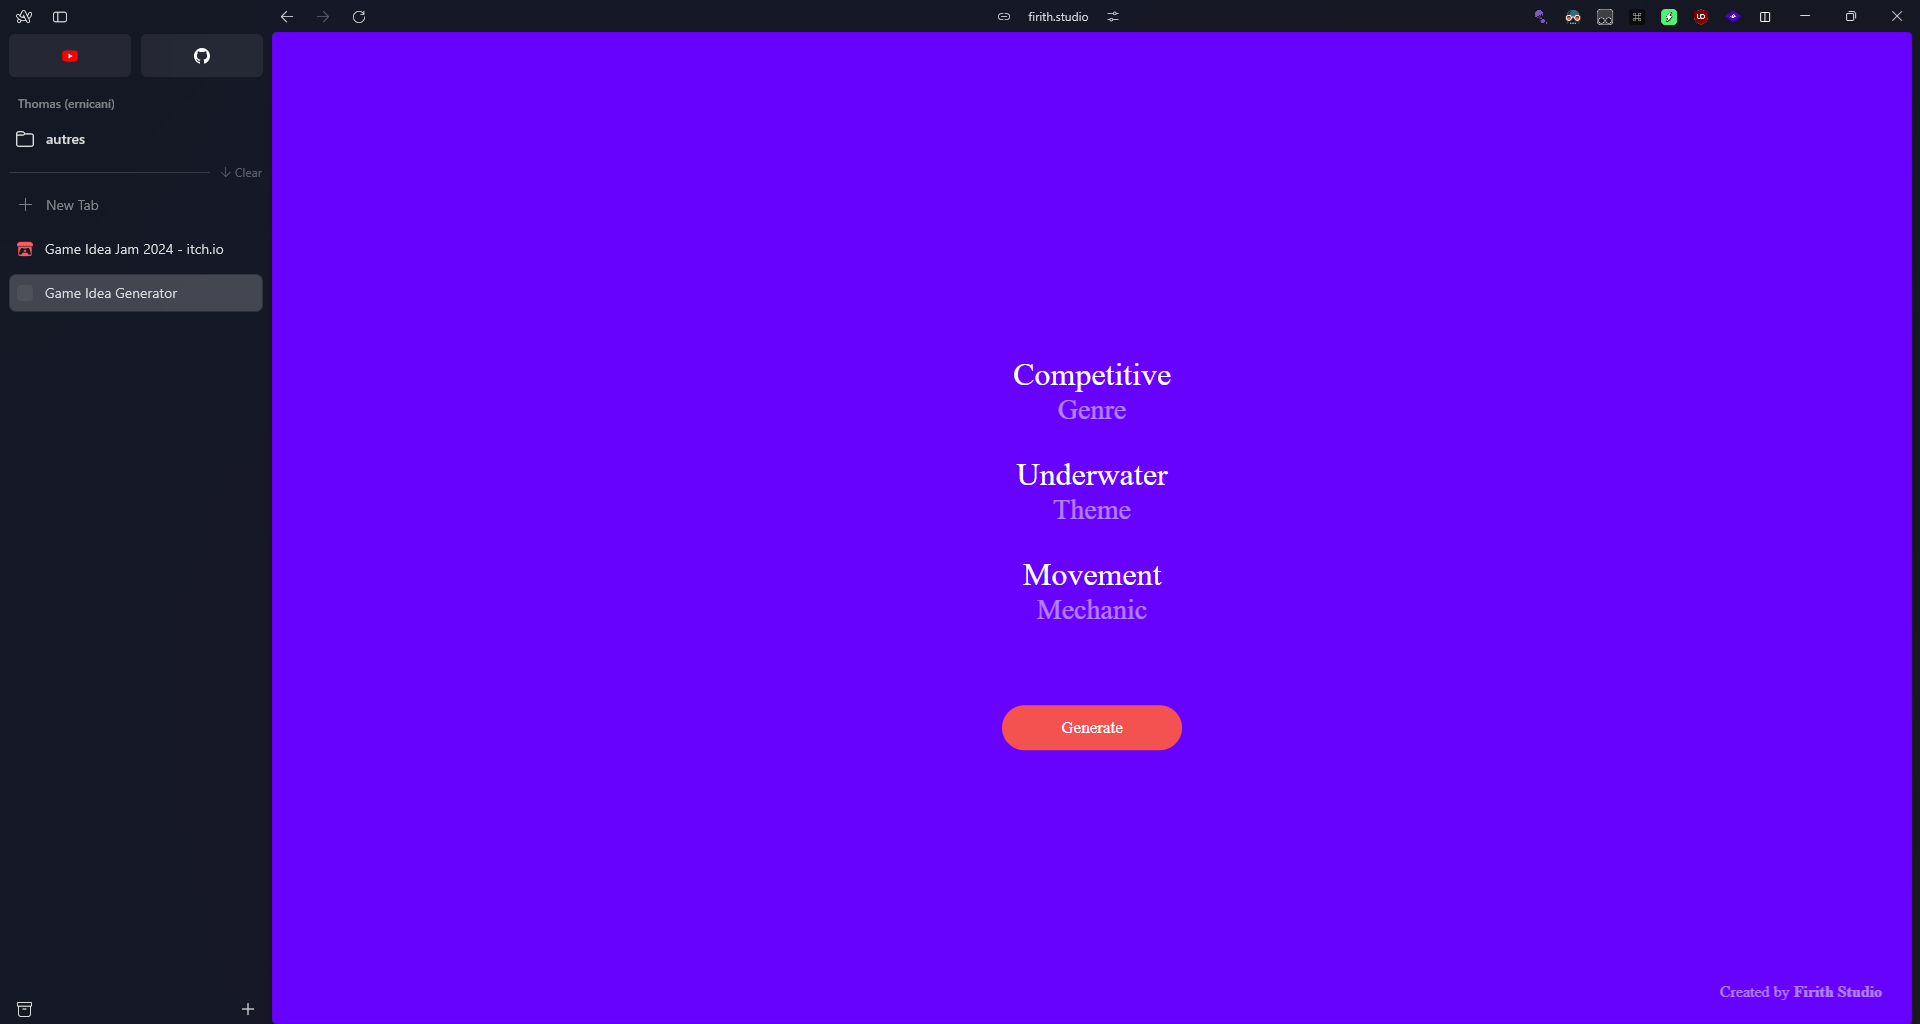 firith.studio
Thomas (ernicani)
autres
Clear
New Tab
Game Idea Jam 2024 - itch.io
Game Idea Generator
Competitive
Genre
Underwater
Theme
Movement
Mechanic
Generate
Created by Firith Studio